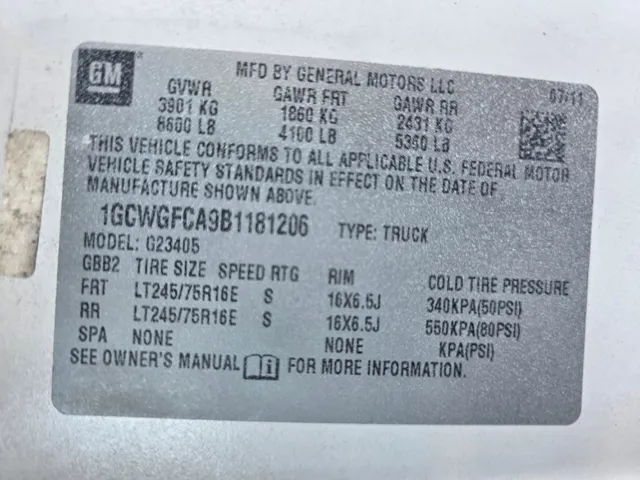 GM
MFD BY GENERAL MOTORS LLC
07/11
GVWR GAWR FRT GAWR RR
3901 KG 1860 KG 2431 KG
8600 LB 4100 LB 5360 LB
THIS VEHICLE CONFORMS TO ALL APPLICABLE U.S. FEDERAL MOTOR
VEHICLE SAFETY STANDARDS IN EFFECT ON THE DATE OF
MANUFACTURE SHOWN ABOVE.
1GCWGFCA9B1181206 TYPE: TRUCK
MODEL: G23405
GBB2 TIRE SIZE SPEED RTG RIM COLD TIRE PRESSURE
FRT LT245/75R16E S 16X6.5J 340KPA(50PSI)
RR LT245/75R16E S 16X6.5J 550KPA(80PSI)
SPA NONE NONE KPA(PSI)
SEE OWNER'S MANUAL FOR MORE INFORMATION.